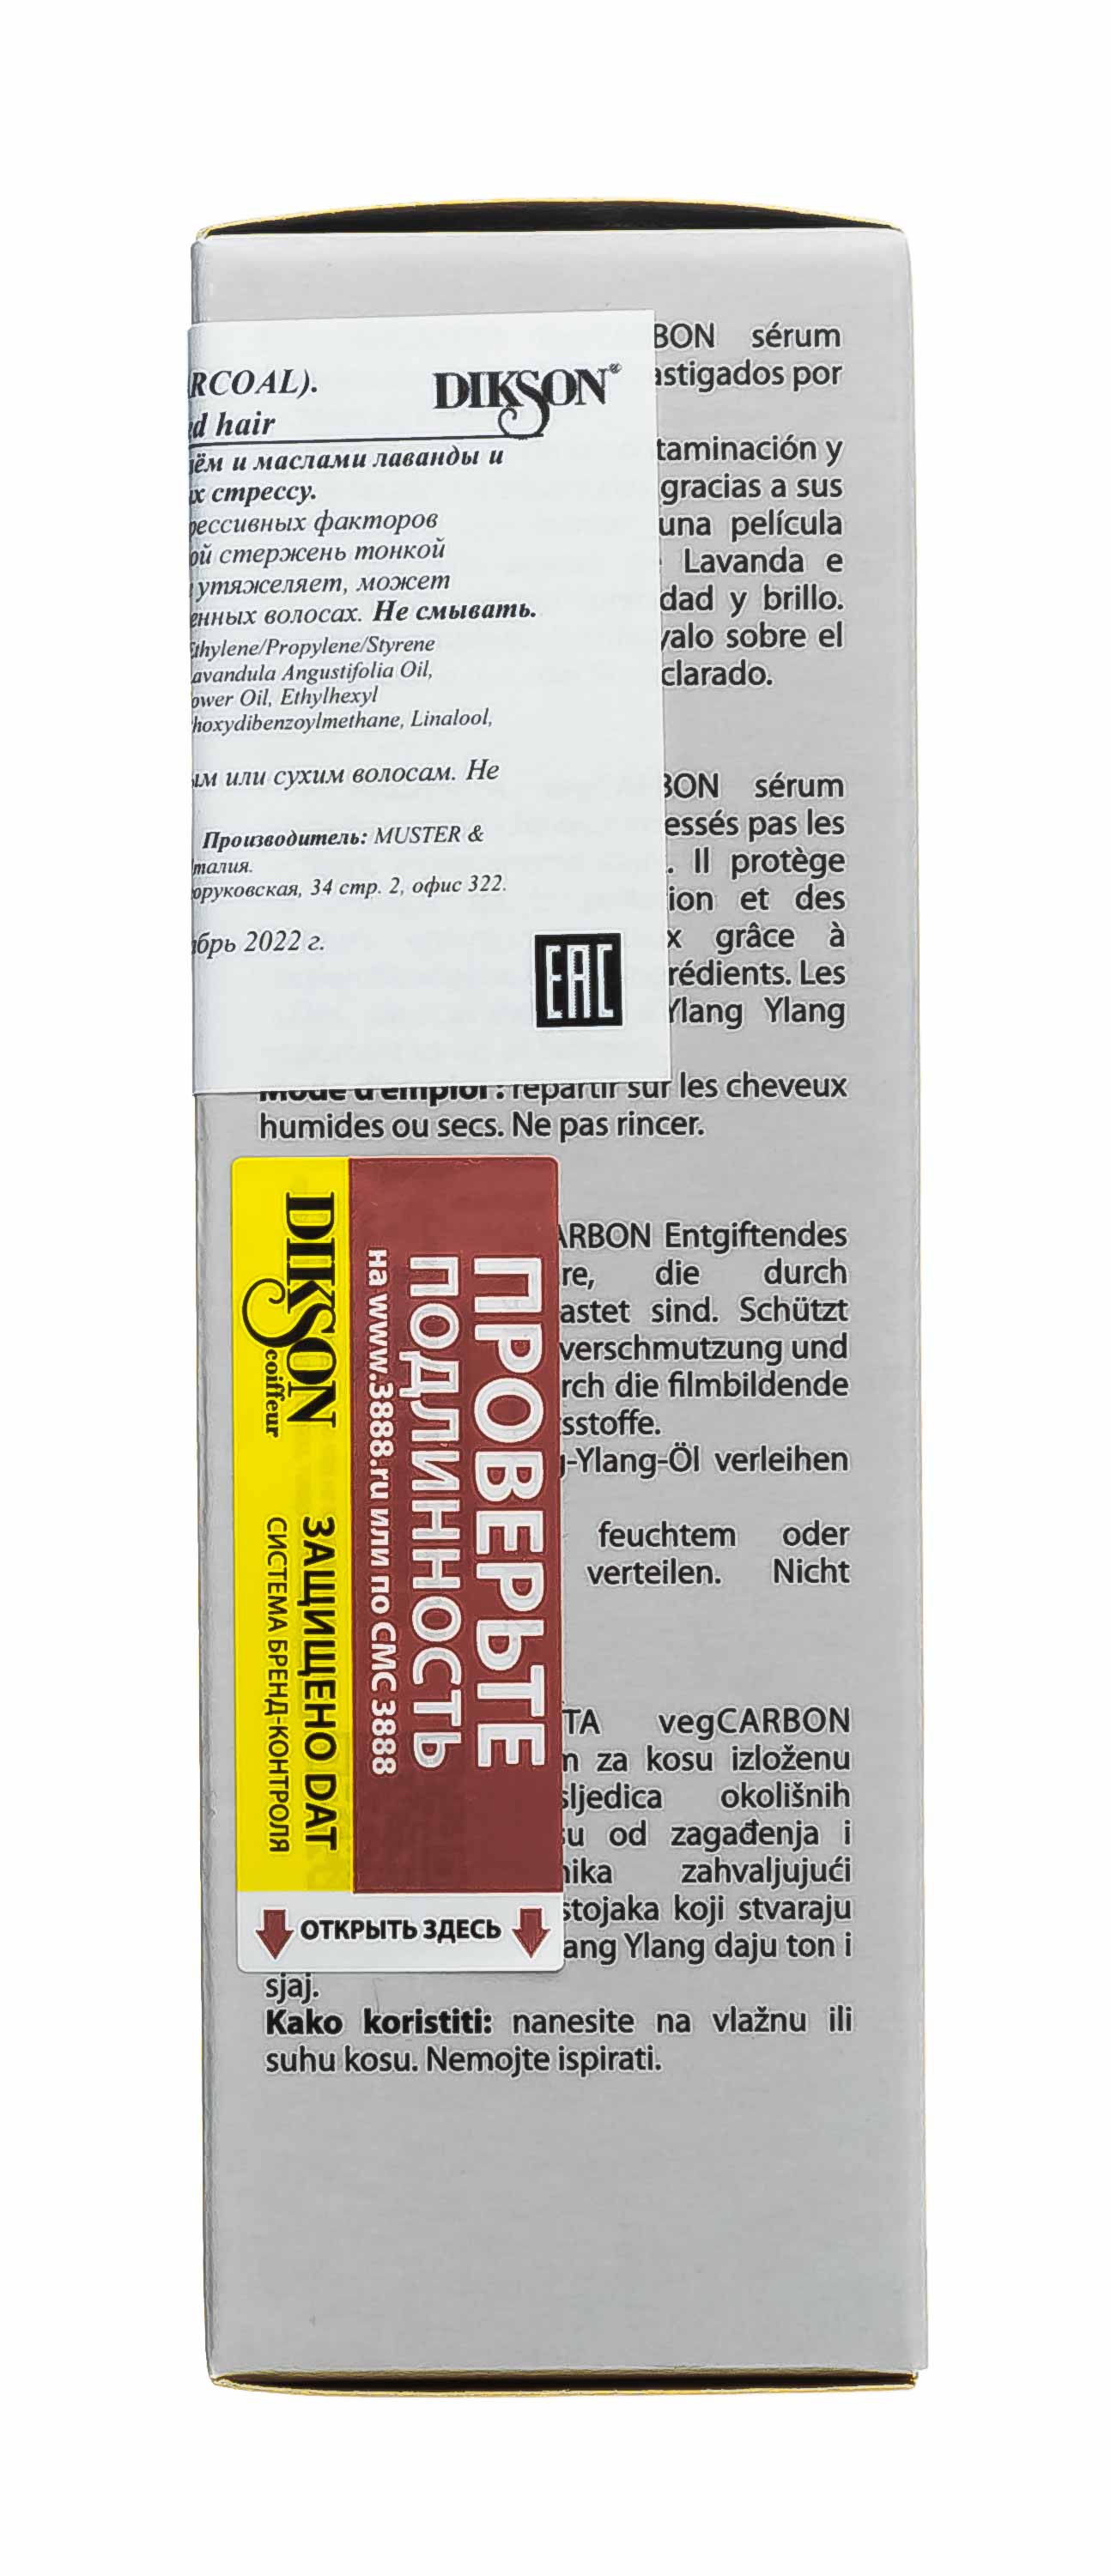 RCOAL).
DIKSON®
d hair
ём и маслами лаванды и
х стрессу.
рессивных факторов
ой стержень тонкой
утяжеляет, может
енных волосах. Не смывать.
Ethylene/Propylene/Styrene
avandula Angustifolia Oil,
ower Oil, Ethylhexyl
hoxydibenzoylmethane, Linalool,
ым или сухим волосам. Не
Производитель: MUSTER &
талия.
оруковская, 34 стр. 2, офис 322.
брь 2022 г.
EAC
BON sérum
astigados por
taminación y
gracias a sus
una película
Lavanda e
dad y brillo.
valo sobre el
clarado.
BON sérum
essés pas les
. Il protège
ion et des
x grâce à
rédients. Les
Ylang Ylang
Mode d'emploi : répartir sur les cheveux
humides ou secs. Ne pas rincer.
ARBON Entgiftendes
re, die durch
astet sind. Schützt
verschmutzung und
rch die filmbildende
sstoffe.
g-Ylang-Öl verleihen
feuchtem oder
verteilen. Nicht
TA vegCARBON
m za kosu izloženu
sljedica okolišnih
su od zagađenja i
nika zahvaljujući
stojaka koji stvaraju
ang Ylang daju ton i
sjaj.
Kako koristiti: nanesite na vlažnu ili
suhu kosu. Nemojte ispirati.
ПРОВЕРЬТЕ
ПОДЛИННОСТЬ
на www.3888.ru или по СМС 3888
DIKSON
coiffeur
ЗАЩИЩЕНО DAT
СИСТЕМА БРЕНД-КОНТРОЛЯ
ОТКРЫТЬ ЗДЕСЬ